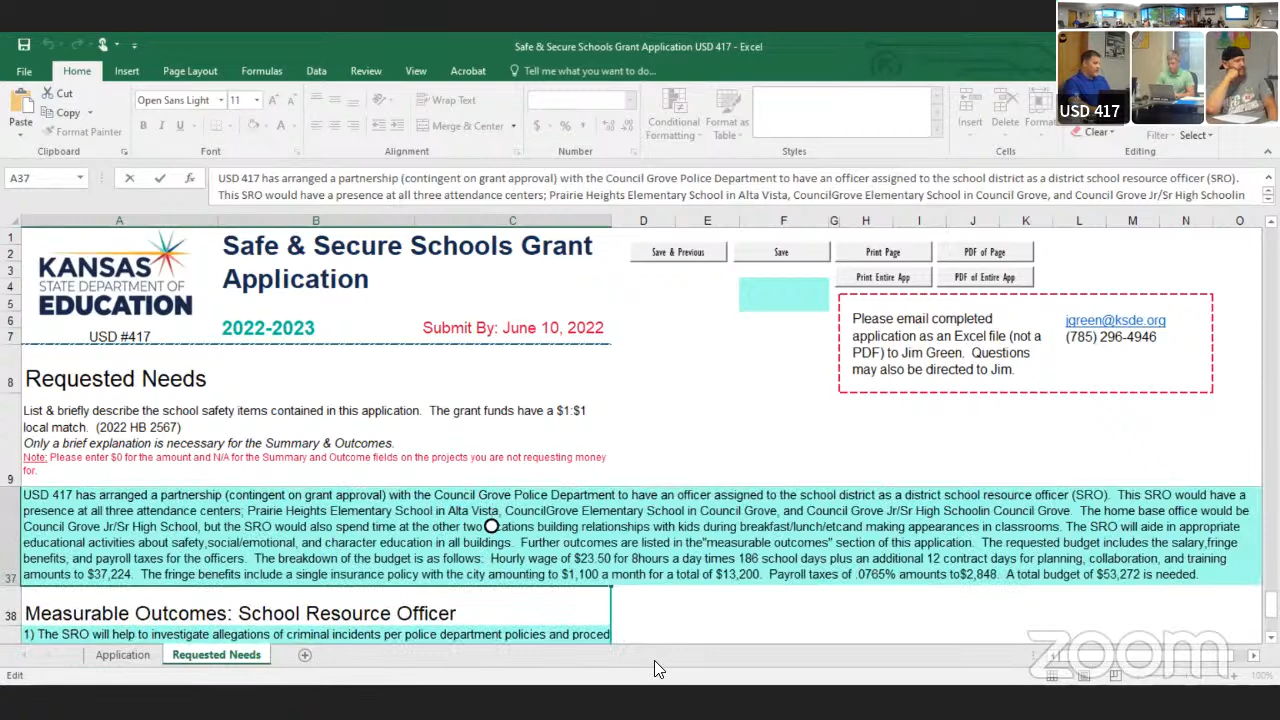 Safe & Secure Schools Grant Application USD 417 - Excel
File Home Insert Page Layout Formulas Data Review View Acrobat Tell me what you want to do...
Paste
Cut
Copy
Format Painter
Clipboard
Open Sans Light 11
B I U
Font
Wrap Text
Merge & Center
Alignment
$ % ,
Number
Conditional Formatting
Format as Table
Styles
Insert Delete Format
Cells
Clear
Filter Select
Editing
USD 417
A37
USD 417 has arranged a partnership (contingent on grant approval) with the Council Grove Police Department to have an officer assigned to the school district as a district school resource officer (SRO).
This SRO would have a presence at all three attendance centers; Prairie Heights Elementary School in Alta Vista, CouncilGrove Elementary School in Council Grove, and Council Grove Jr/Sr High Schoolin
A B C D E F G H I J K L M N O
1
2
3
4
5
6
7
8
9
37
38
KANSAS
STATE DEPARTMENT OF
EDUCATION
USD #417
Safe & Secure Schools Grant
Application
2022-2023 Submit By: June 10, 2022
Save & Previous Save Print Page PDF of Page
Print Entire App PDF of Entire App
Please email completed
application as an Excel file (not a
PDF) to Jim Green. Questions
may also be directed to Jim.
jgreen@ksde.org
(785) 296-4946
Requested Needs
List & briefly describe the school safety items contained in this application. The grant funds have a $1:$1
local match. (2022 HB 2567)
Only a brief explanation is necessary for the Summary & Outcomes.
Note: Please enter $0 for the amount and N/A for the Summary and Outcome fields on the projects you are not requesting money
for.
USD 417 has arranged a partnership (contingent on grant approval) with the Council Grove Police Department to have an officer assigned to the school district as a district school resource officer (SRO). This SRO would have a
presence at all three attendance centers; Prairie Heights Elementary School in Alta Vista, CouncilGrove Elementary School in Council Grove, and Council Grove Jr/Sr High Schoolin Council Grove. The home base office would be
Council Grove Jr/Sr High School, but the SRO would also spend time at the other two ations building relationships with kids during breakfast/lunch/etcand making appearances in classrooms. The SRO will aide in appropriate
educational activities about safety,social/emotional, and character education in all buildings. Further outcomes are listed in the"measurable outcomes" section of this application. The requested budget includes the salary,fringe
benefits, and payroll taxes for the officers. The breakdown of the budget is as follows: Hourly wage of $23.50 for 8hours a day times 186 school days plus an additional 12 contract days for planning, collaboration, and training
amounts to $37,224. The fringe benefits include a single insurance policy with the city amounting to $1,100 a month for a total of $13,200. Payroll taxes of .0765% amounts to$2,848. A total budget of $53,272 is needed.
Measurable Outcomes: School Resource Officer
1) The SRO will help to investigate allegations of criminal incidents per police department policies and proced
Application Requested Needs
zoom
Edit
100%